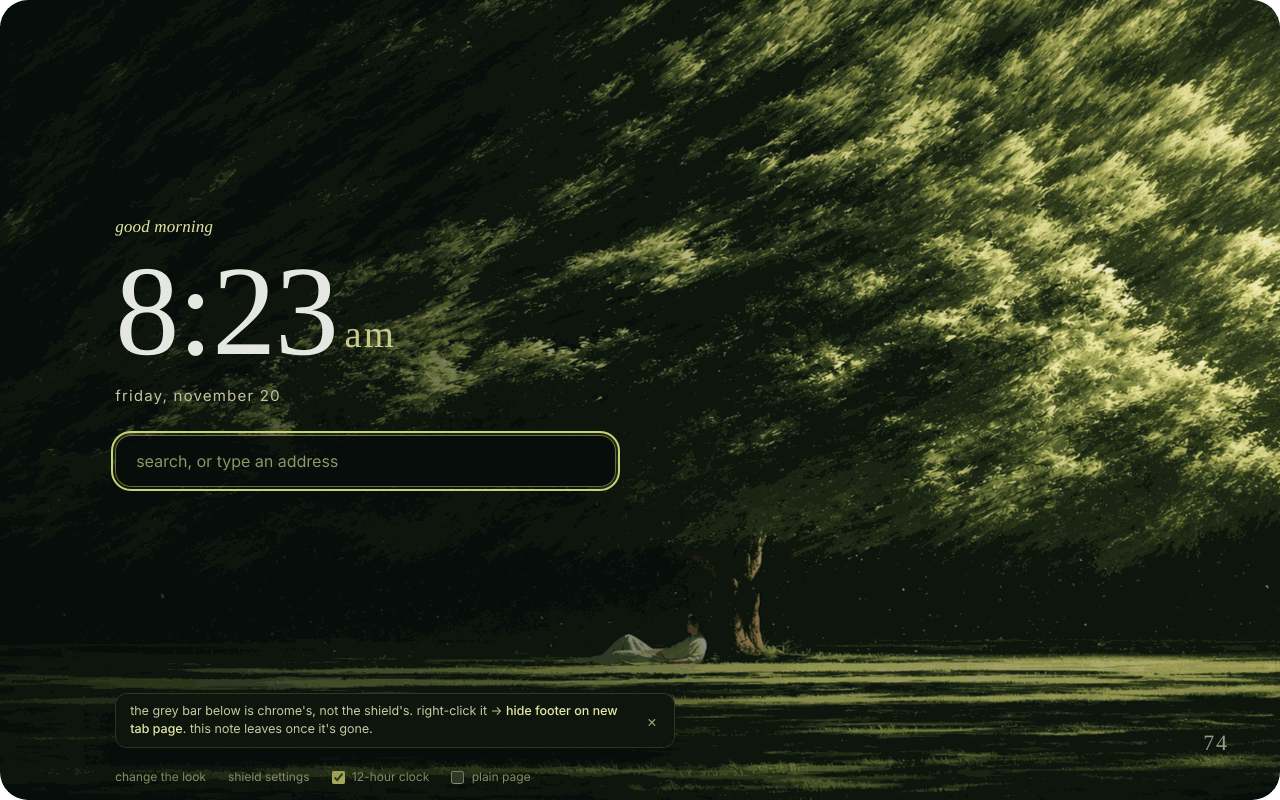 good morning
8:23 am
friday, november 20
search, or type an address
the grey bar below is chrome's, not the shield's. right-click it → hide footer on new
tab page. this note leaves once it's gone.
×
74
change the look shield settings 12-hour clock plain page